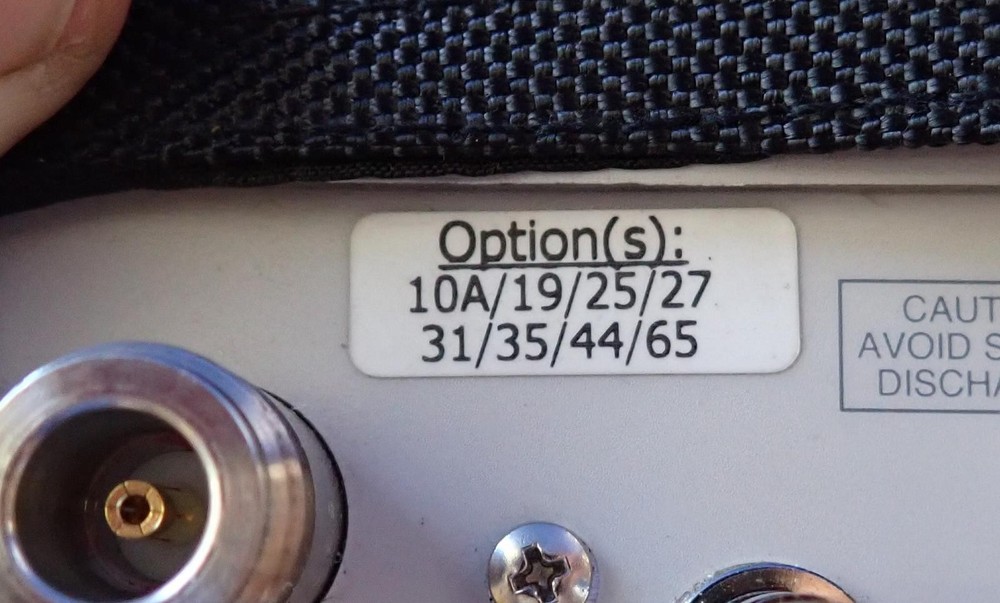 Option(s):
10A/19/25/27
31/35/44/65
CAUT
AVOID S
DISCHA